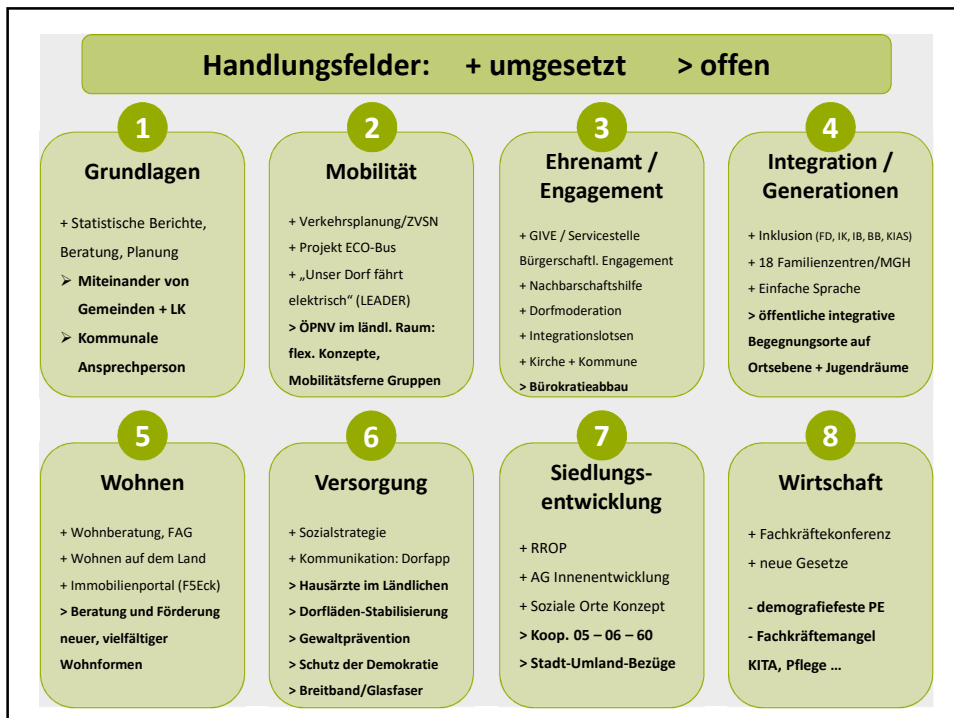 Handlungsfelder: + umgesetzt > offen
1
Grundlagen
+ Statistische Berichte,
Beratung, Planung
➢ Miteinander von
Gemeinden + LK
➢ Kommunale
Ansprechperson
2
Mobilität
+ Verkehrsplanung/ZVSN
+ Projekt ECO-Bus
+ „Unser Dorf fährt
elektrisch“ (LEADER)
> ÖPNV im ländl. Raum:
flex. Konzepte,
Mobilitätsferne Gruppen
3
Ehrenamt /
Engagement
+ GIVE / Servicestelle
Bürgerschaftl. Engagement
+ Nachbarschaftshilfe
+ Dorfmoderation
+ Integrationslotsen
+ Kirche + Kommune
> Bürokratieabbau
4
Integration /
Generationen
+ Inklusion (FD, IK, IB, BB, KIAS)
+ 18 Familienzentren/MGH
+ Einfache Sprache
> öffentliche integrative
Begegnungsorte auf
Ortsebene + Jugendräume
5
Wohnen
+ Wohnberatung, FAG
+ Wohnen auf dem Land
+ Immobilienportal (F5Eck)
> Beratung und Förderung
neuer, vielfältiger
Wohnformen
6
Versorgung
+ Sozialstrategie
+ Kommunikation: Dorfapp
> Hausärzte im Ländlichen
> Dorfläden-Stabilisierung
> Gewaltprävention
> Schutz der Demokratie
> Breitband/Glasfaser
7
Siedlungs-
entwicklung
+ RROP
+ AG Innenentwicklung
+ Soziale Orte Konzept
> Koop. 05 – 06 – 60
> Stadt-Umland-Bezüge
8
Wirtschaft
+ Fachkräftekonferenz
+ neue Gesetze
- demografiefeste PE
- Fachkräftemangel
KITA, Pflege ...